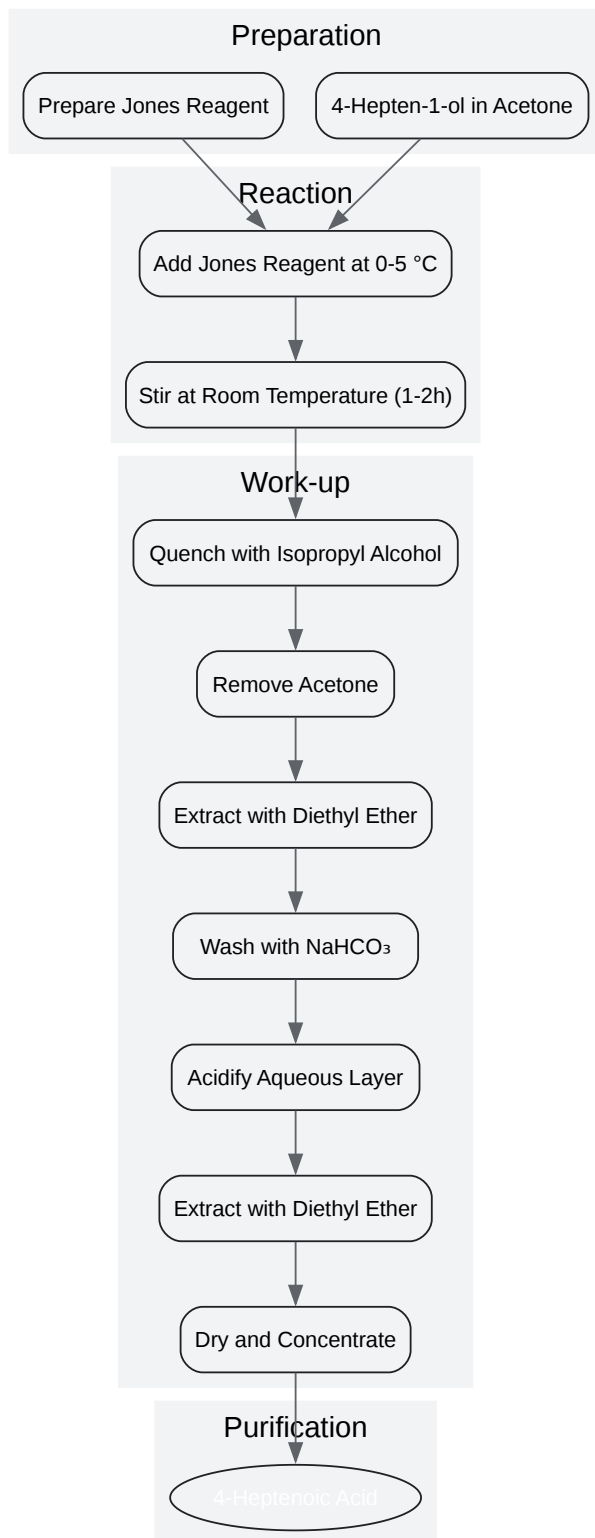 Preparation
Prepare Jones Reagent
4-Hepten-1-ol in Acetone
Reaction
Add Jones Reagent at 0-5 °C
Stir at Room Temperature (1-2h)
Work-up
Quench with Isopropyl Alcohol
Remove Acetone
Extract with Diethyl Ether
Wash with NaHCO₃
Acidify Aqueous Layer
Extract with Diethyl Ether
Dry and Concentrate
Purification
4-Heptenoic Acid